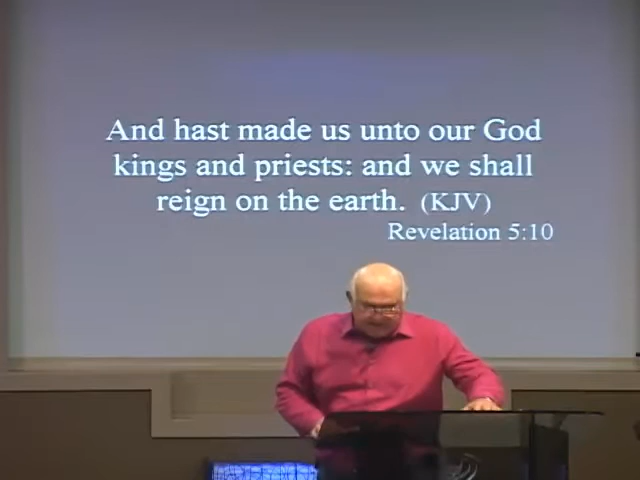 And hast made us unto our God
kings and priests: and we shall
reign on the earth. (KJV)
Revelation 5:10